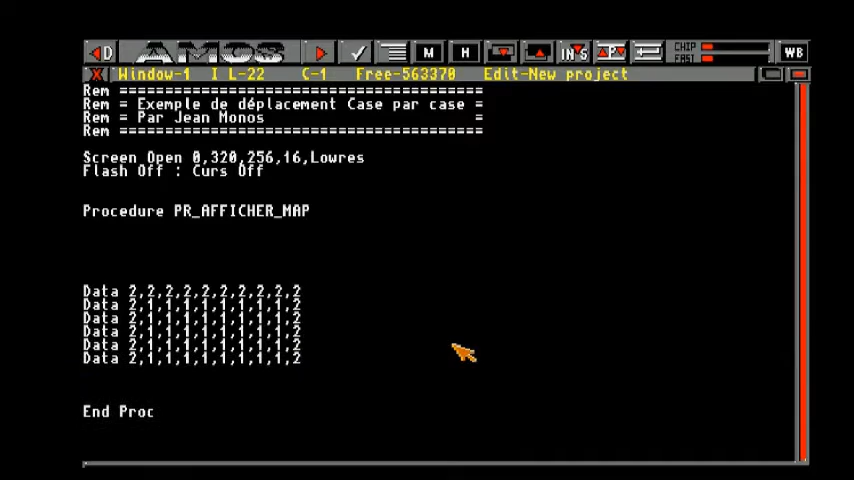 D AMOS M H INS AP WB
CHIP
FAST
X Window-1 I L-22 C-1 Free-563370 Edit-New project
Rem ========================================
Rem = Exemple de déplacement Case par case =
Rem = Par Jean Monos =
Rem ========================================
Screen Open 0,320,256,16,Lowres
Flash Off : Curs Off
Procedure PR_AFFICHER_MAP
Data 2,2,2,2,2,2,2,2,2,2
Data 2,1,1,1,1,1,1,1,1,2
Data 2,1,1,1,1,1,1,1,1,2
Data 2,1,1,1,1,1,1,1,1,2
Data 2,1,1,1,1,1,1,1,1,2
Data 2,1,1,1,1,1,1,1,1,2
End Proc